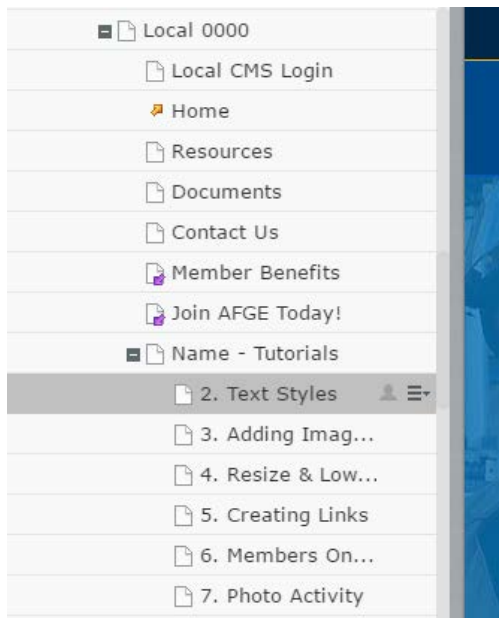 Local 0000
Local CMS Login
Home
Resources
Documents
Contact Us
Member Benefits
Join AFGE Today!
Name - Tutorials
2. Text Styles
3. Adding Imag...
4. Resize & Low...
5. Creating Links
6. Members On...
7. Photo Activity